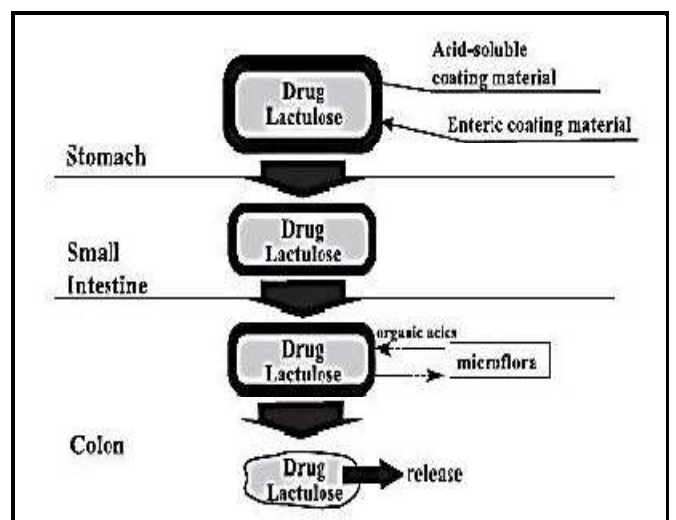 Acid-soluble
coating material
Drug
Lactulose
Enteric coating material
Stomach
Drug
Lactulose
Small
Intestine
organic acics
Drug
Lactulose
microflora
Colon
Drug
Lactulose
release